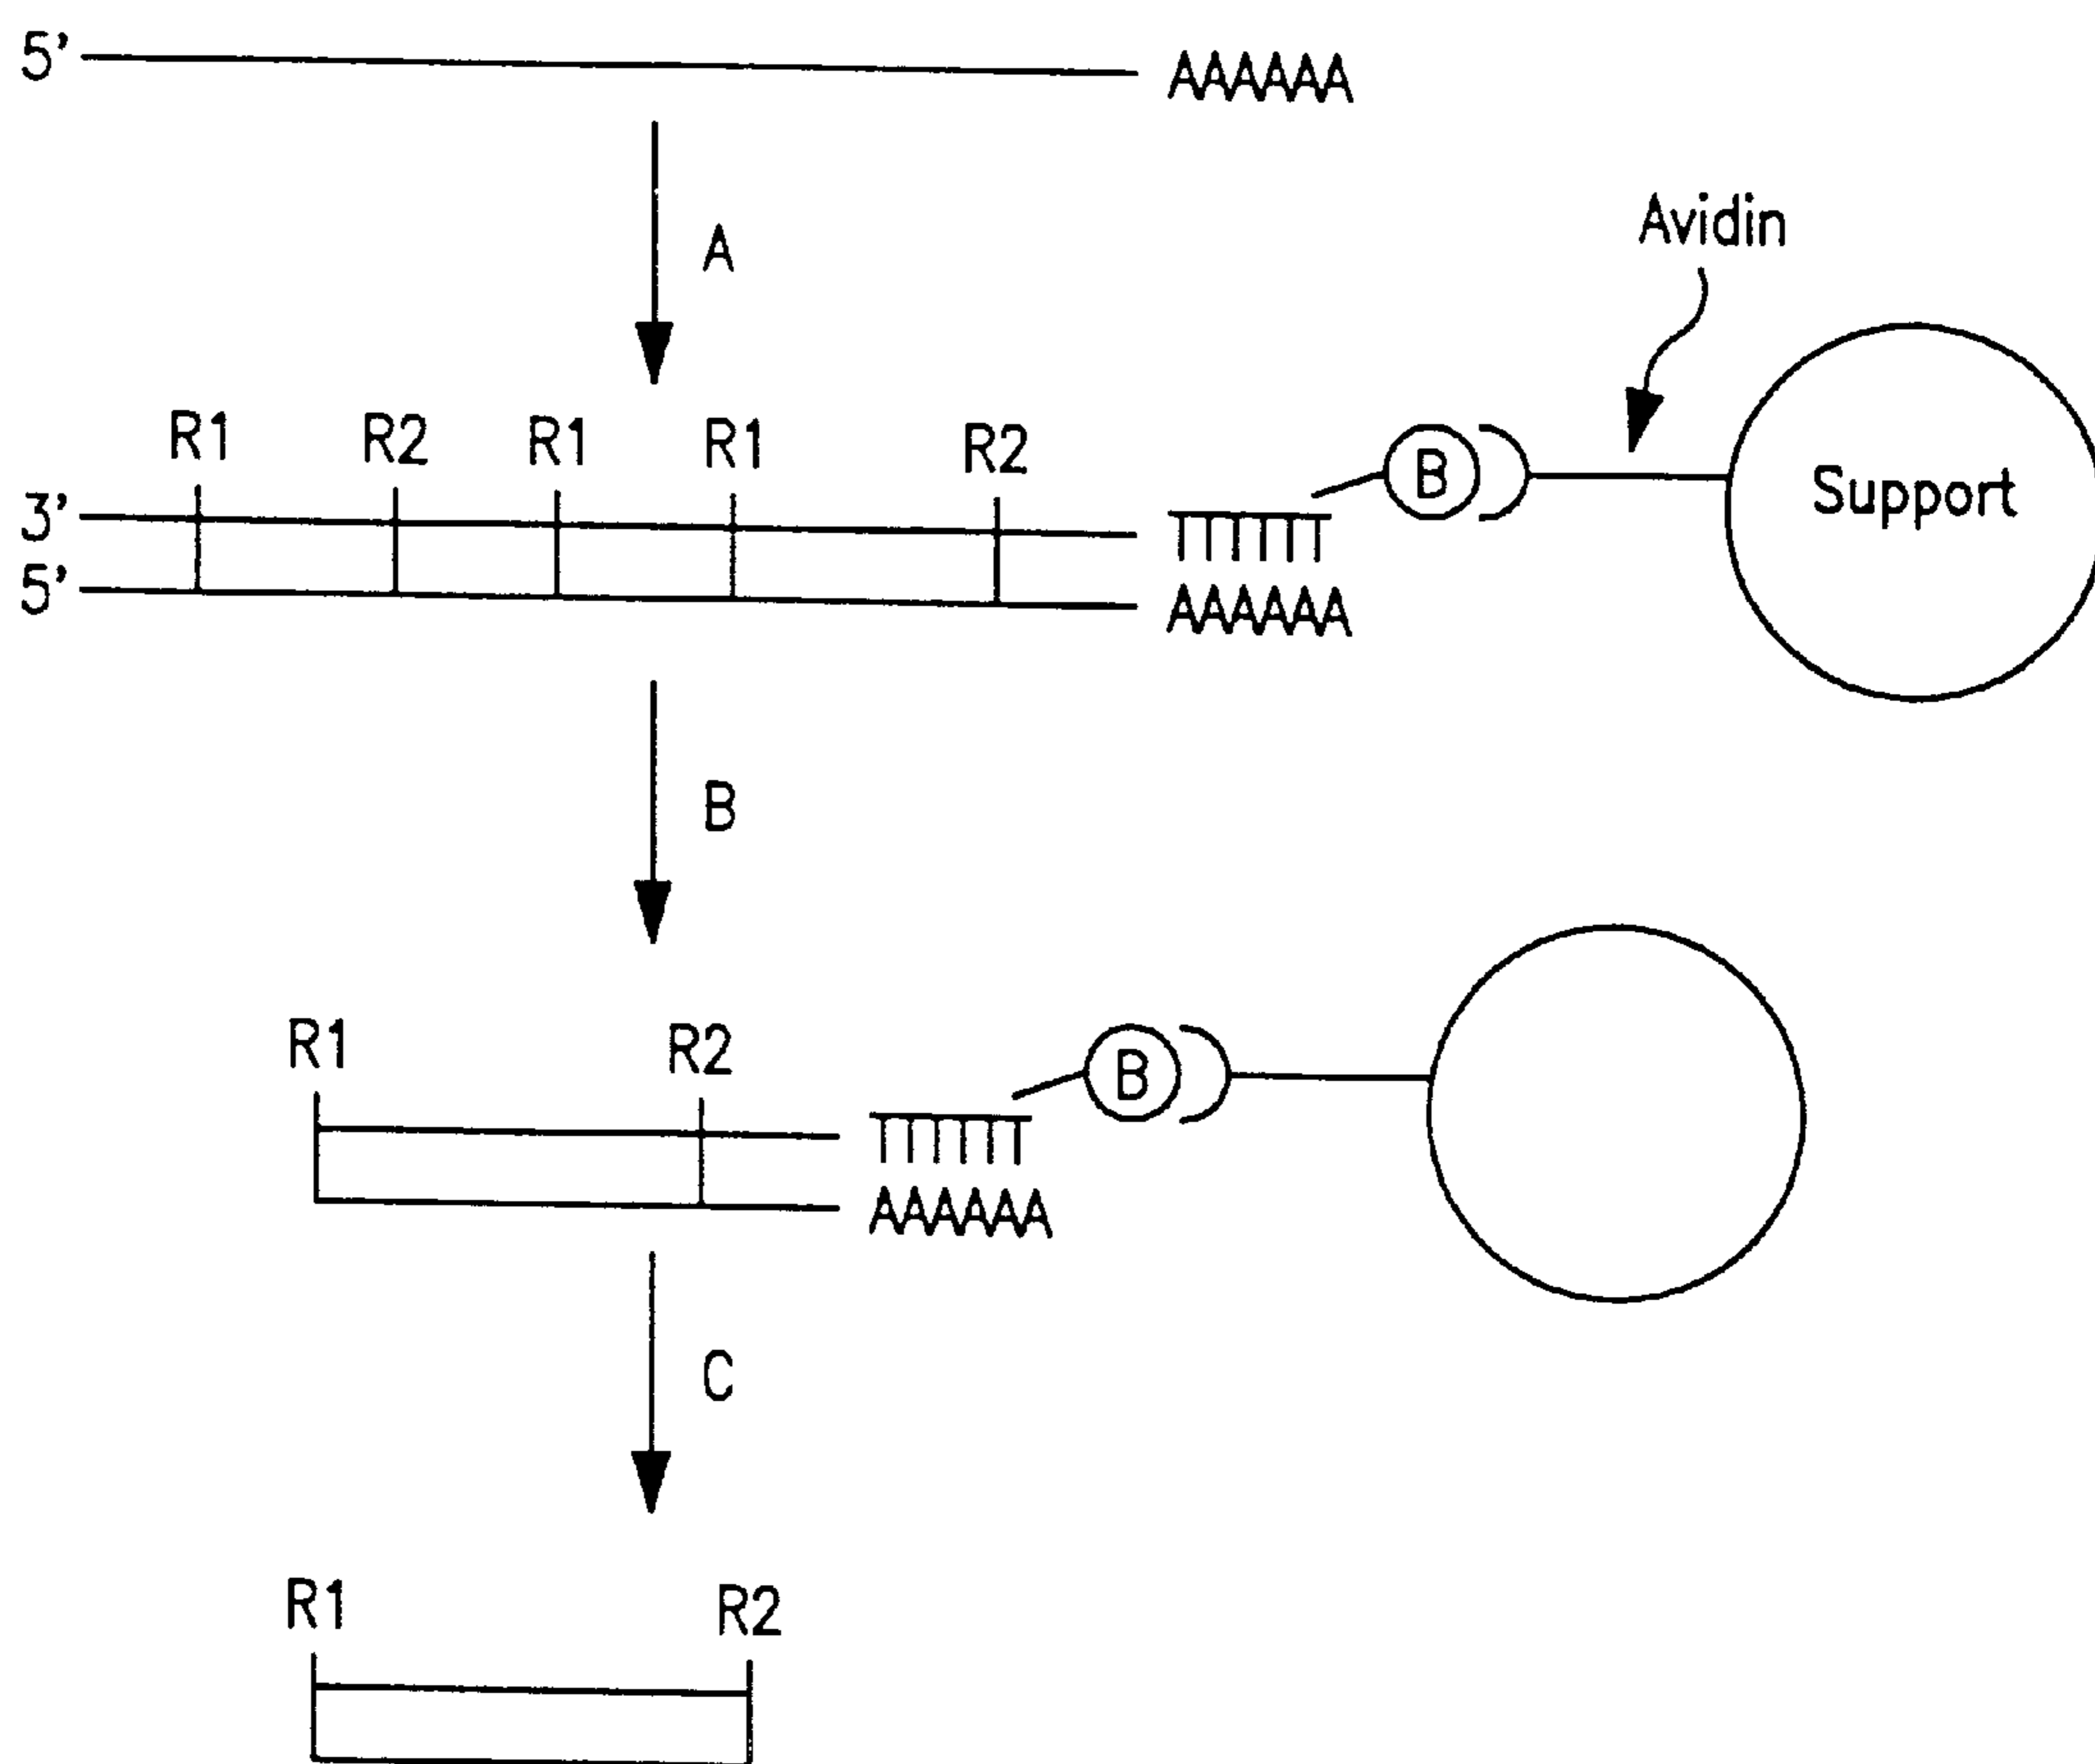 5' AAAAAA
A
Avidin
R1 R2 R1 R1 R2
B
Support
3' TTTTTT
5' AAAAAA
B
R1 R2
B
TTTTTT
AAAAAA
C
R1 R2